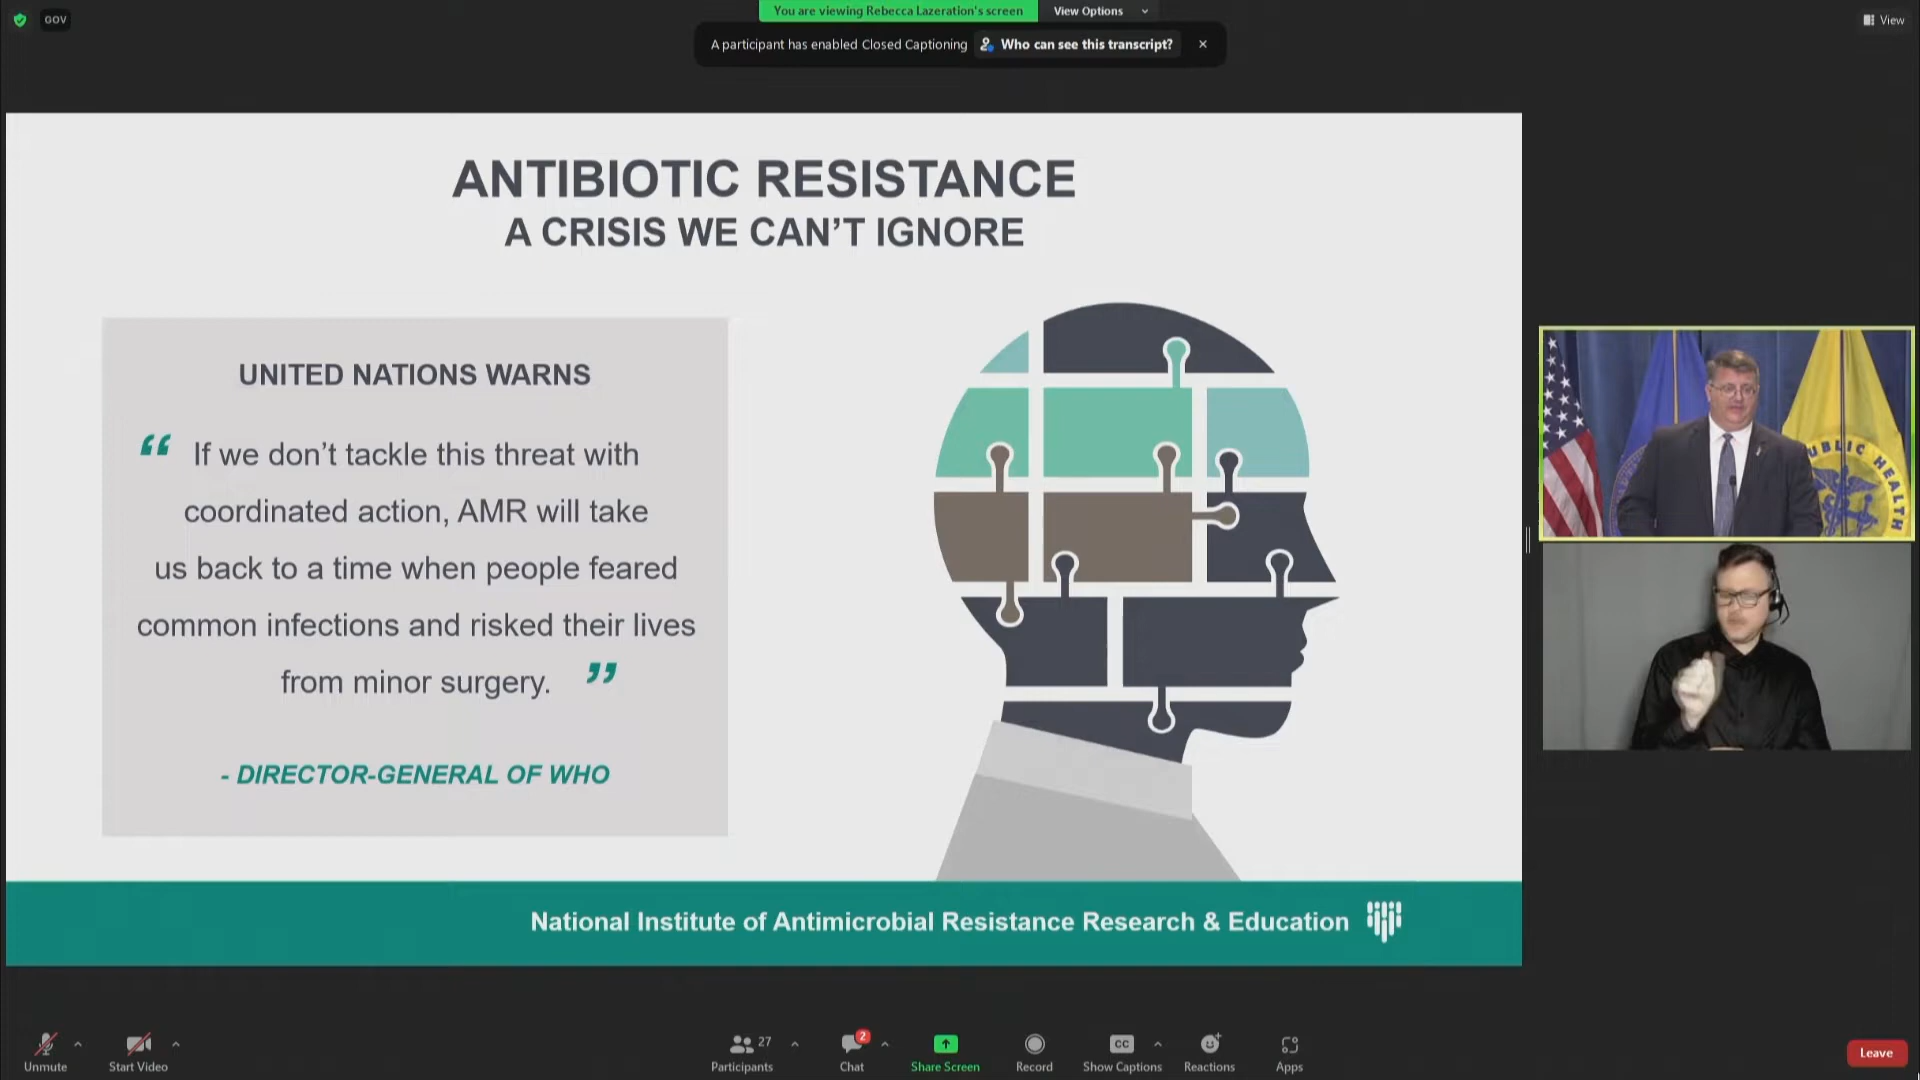 GOV
You are viewing Rebecca Lazeration's screen
View Options
View
A participant has enabled Closed Captioning
Who can see this transcript?
ANTIBIOTIC RESISTANCE
A CRISIS WE CAN'T IGNORE
UNITED NATIONS WARNS
“ If we don't tackle this threat with
coordinated action, AMR will take
us back to a time when people feared
common infections and risked their lives
from minor surgery. ”
- DIRECTOR-GENERAL OF WHO
PUBLIC HEALTH
National Institute of Antimicrobial Resistance Research & Education
Unmute
Start Video
27
Participants
2
Chat
Share Screen
Record
CC
Show Captions
Reactions
Apps
Leave